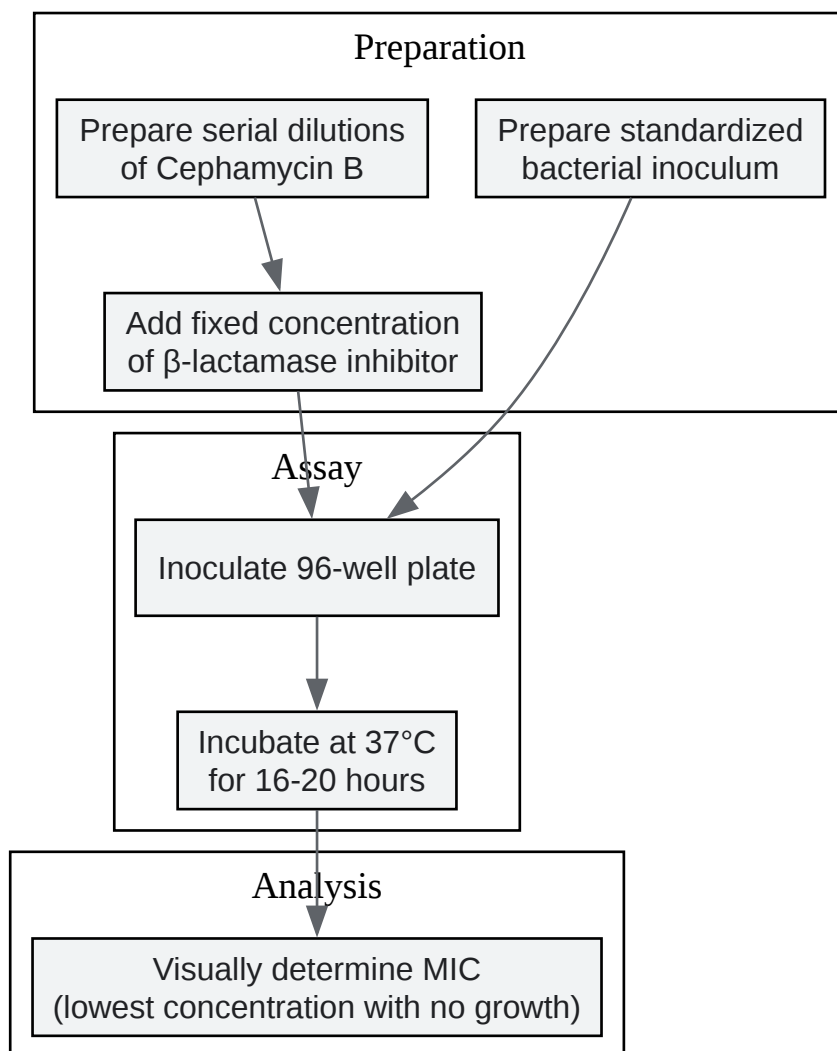 Preparation
Prepare serial dilutions
of Cephamycin B
Prepare standardized
bacterial inoculum
Add fixed concentration
of β-lactamase inhibitor
Assay
Inoculate 96-well plate
Incubate at 37°C
for 16-20 hours
Analysis
Visually determine MIC
(lowest concentration with no growth)